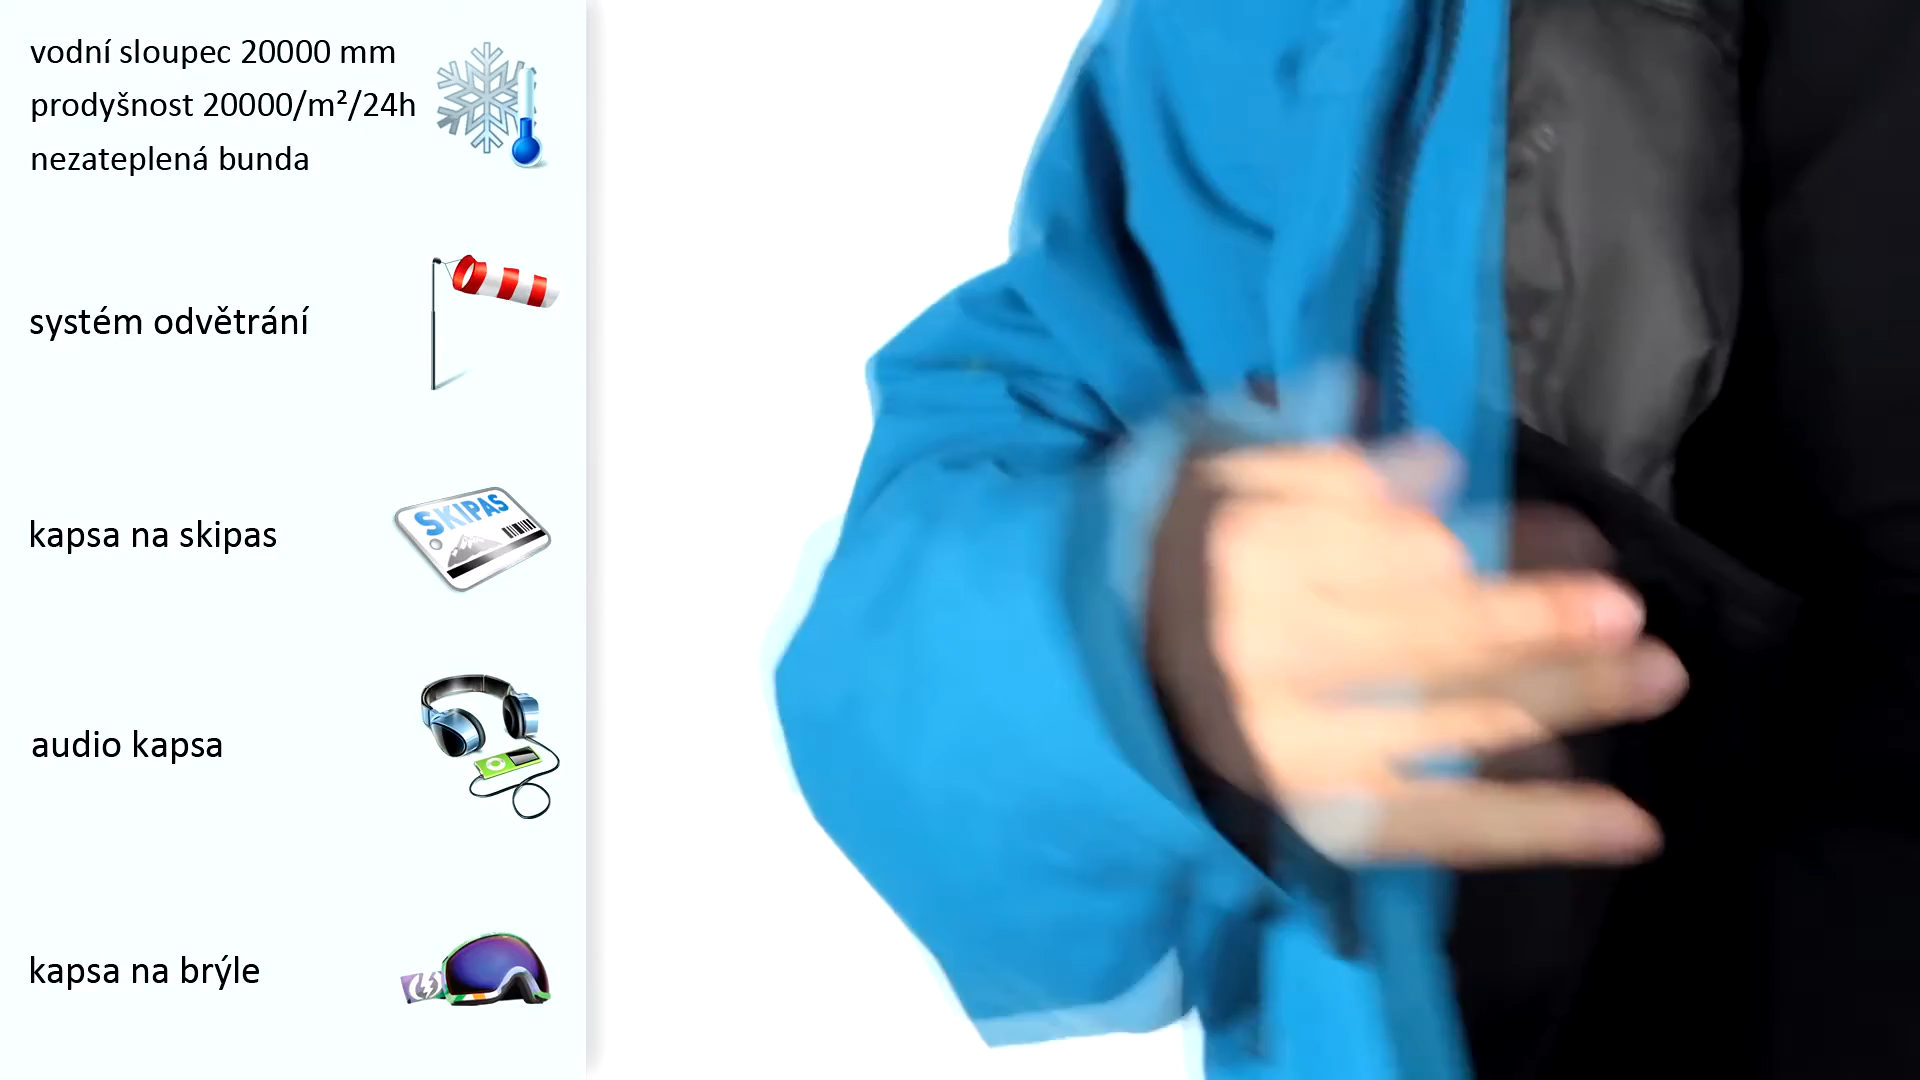 vodní sloupec 20000 mm
prodyšnost 20000/m²/24h
nezateplená bunda
systém odvětrání
kapsa na skipas
SKIPAS
audio kapsa
kapsa na brýle